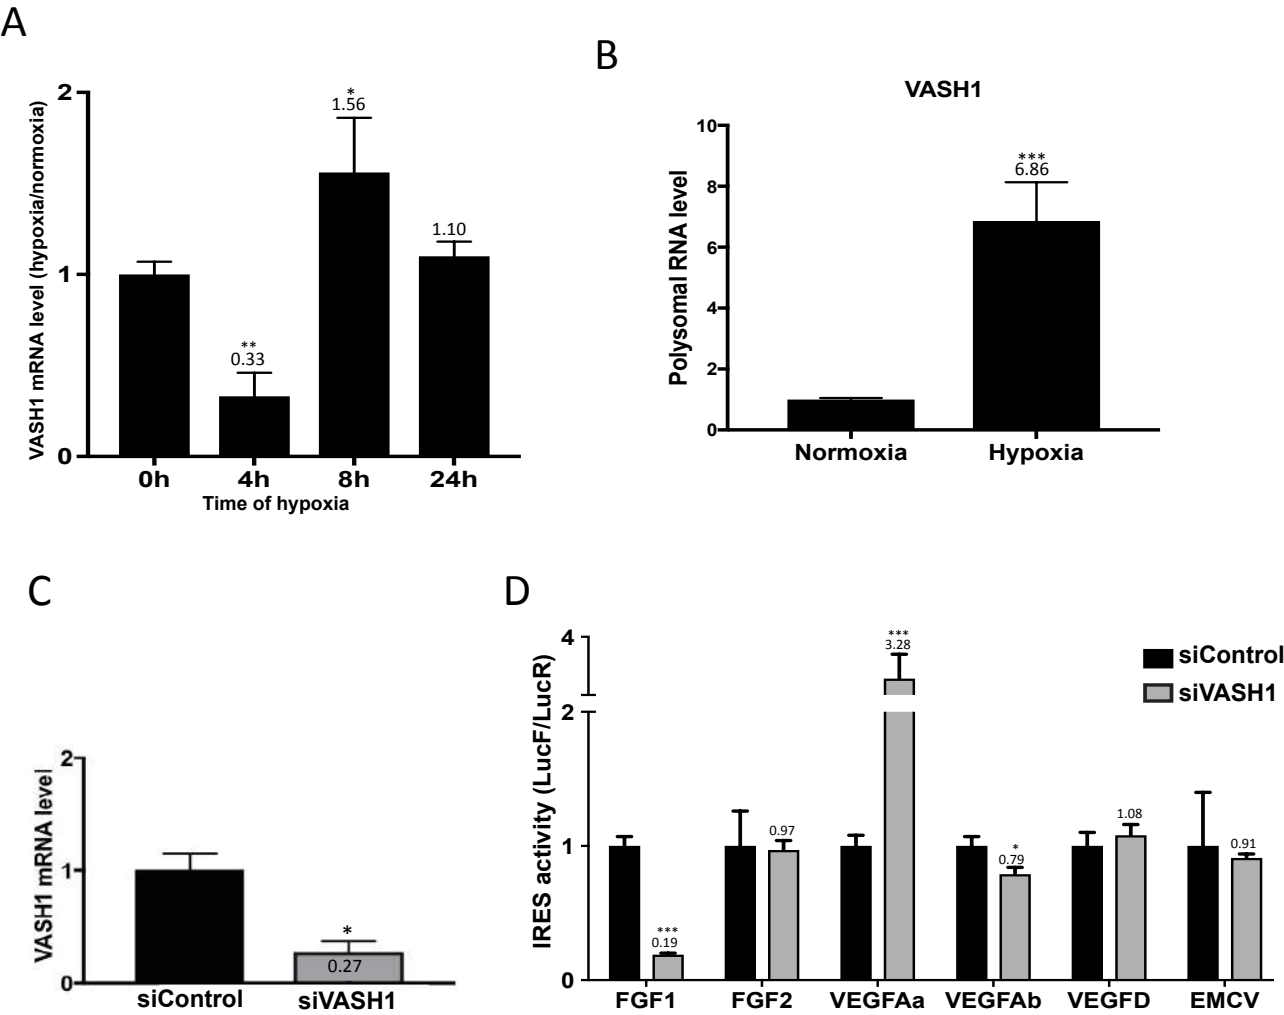 A
VASH1 mRNA level (hypoxia/normoxia)
2
1
0
**
0.33
*
1.56
1.10
0h 4h 8h 24h
Time of hypoxia
B
VASH1
Polysomal RNA level
10
8
6
4
2
0
***
6.86
Normoxia Hypoxia
C
VASH1 mRNA level
2
1
0
*
0.27
siControl siVASH1
D
IRES activity (LucF/LucR)
4
2
1
0
***
0.19
0.97
***
3.28
*
0.79
1.08
0.91
FGF1 FGF2 VEGFAa VEGFAb VEGFD EMCV
siControl
siVASH1